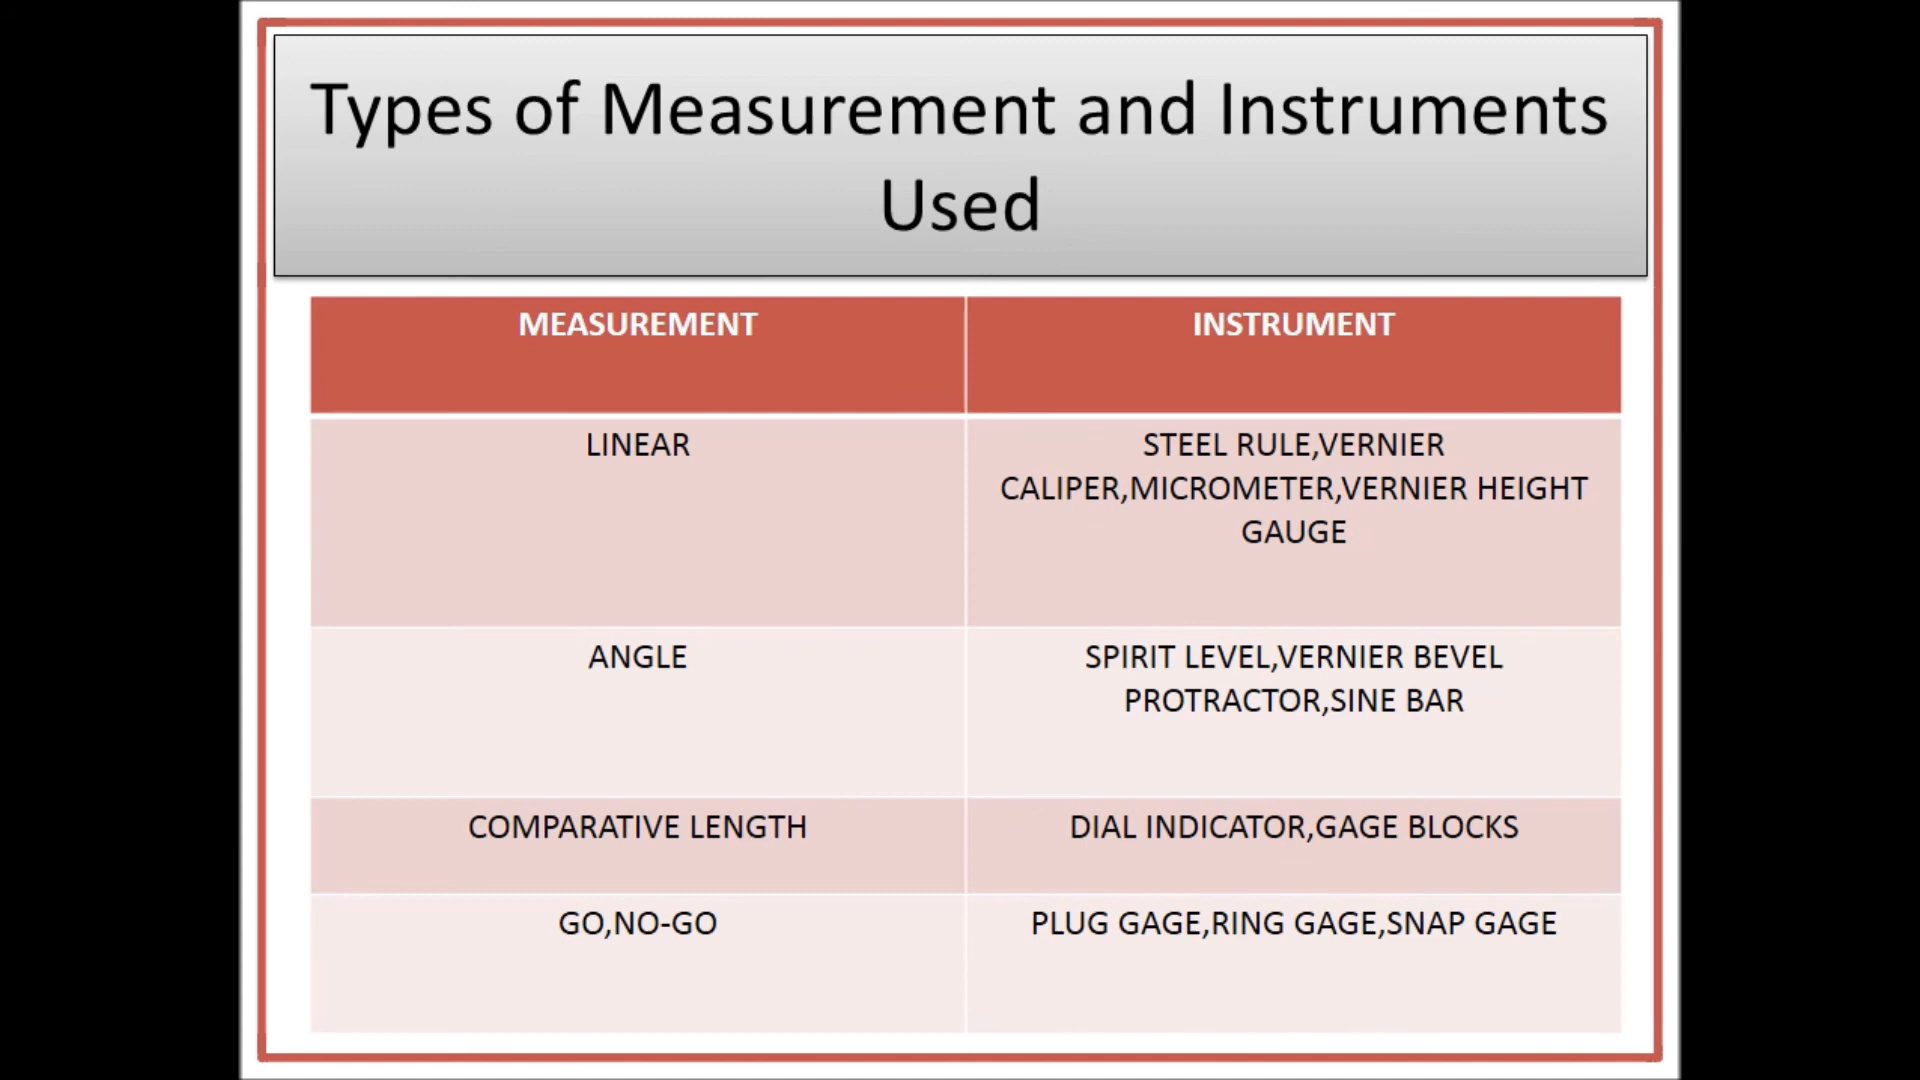 Types of Measurement and Instruments
Used
MEASUREMENT
INSTRUMENT
LINEAR
STEEL RULE,VERNIER
CALIPER,MICROMETER,VERNIER HEIGHT
GAUGE
ANGLE
SPIRIT LEVEL,VERNIER BEVEL
PROTRACTOR,SINE BAR
COMPARATIVE LENGTH
DIAL INDICATOR,GAGE BLOCKS
GO,NO-GO
PLUG GAGE,RING GAGE,SNAP GAGE